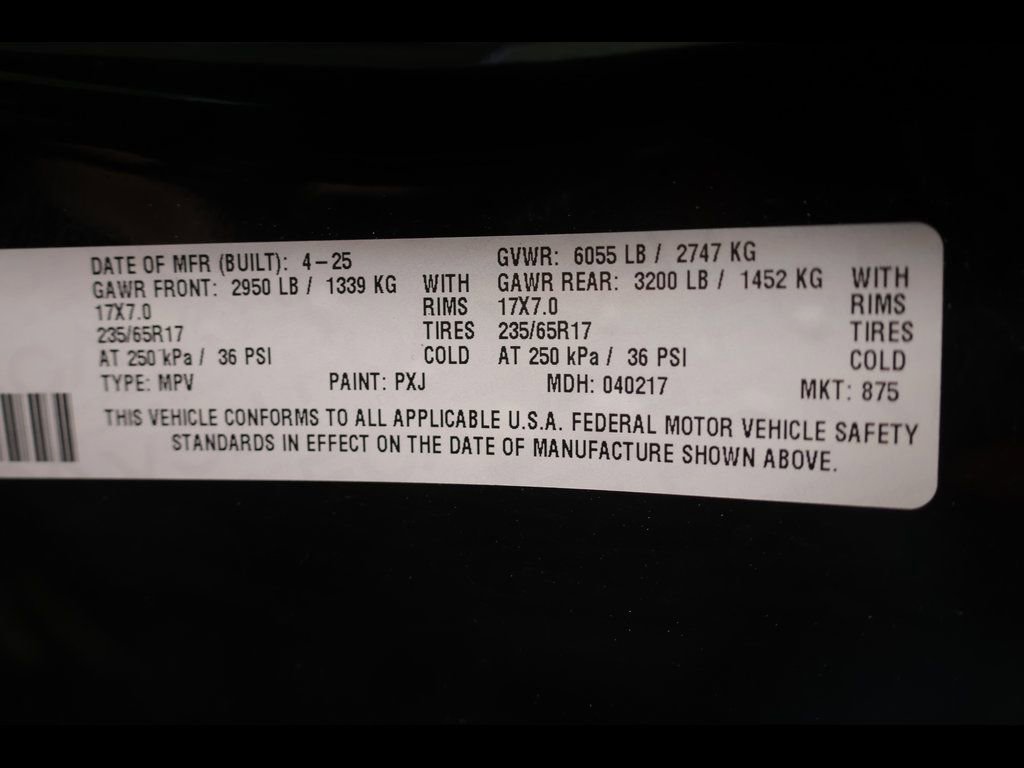 DATE OF MFR (BUILT): 4-25 GVWR: 6055 LB / 2747 KG
GAWR FRONT: 2950 LB / 1339 KG WITH GAWR REAR: 3200 LB / 1452 KG WITH
17X7.0 RIMS 17X7.0 RIMS
235/65R17 TIRES 235/65R17 TIRES
AT 250 kPa / 36 PSI COLD AT 250 kPa / 36 PSI COLD
TYPE: MPV PAINT: PXJ MDH: 040217 MKT: 875
THIS VEHICLE CONFORMS TO ALL APPLICABLE U.S.A. FEDERAL MOTOR VEHICLE SAFETY
STANDARDS IN EFFECT ON THE DATE OF MANUFACTURE SHOWN ABOVE.